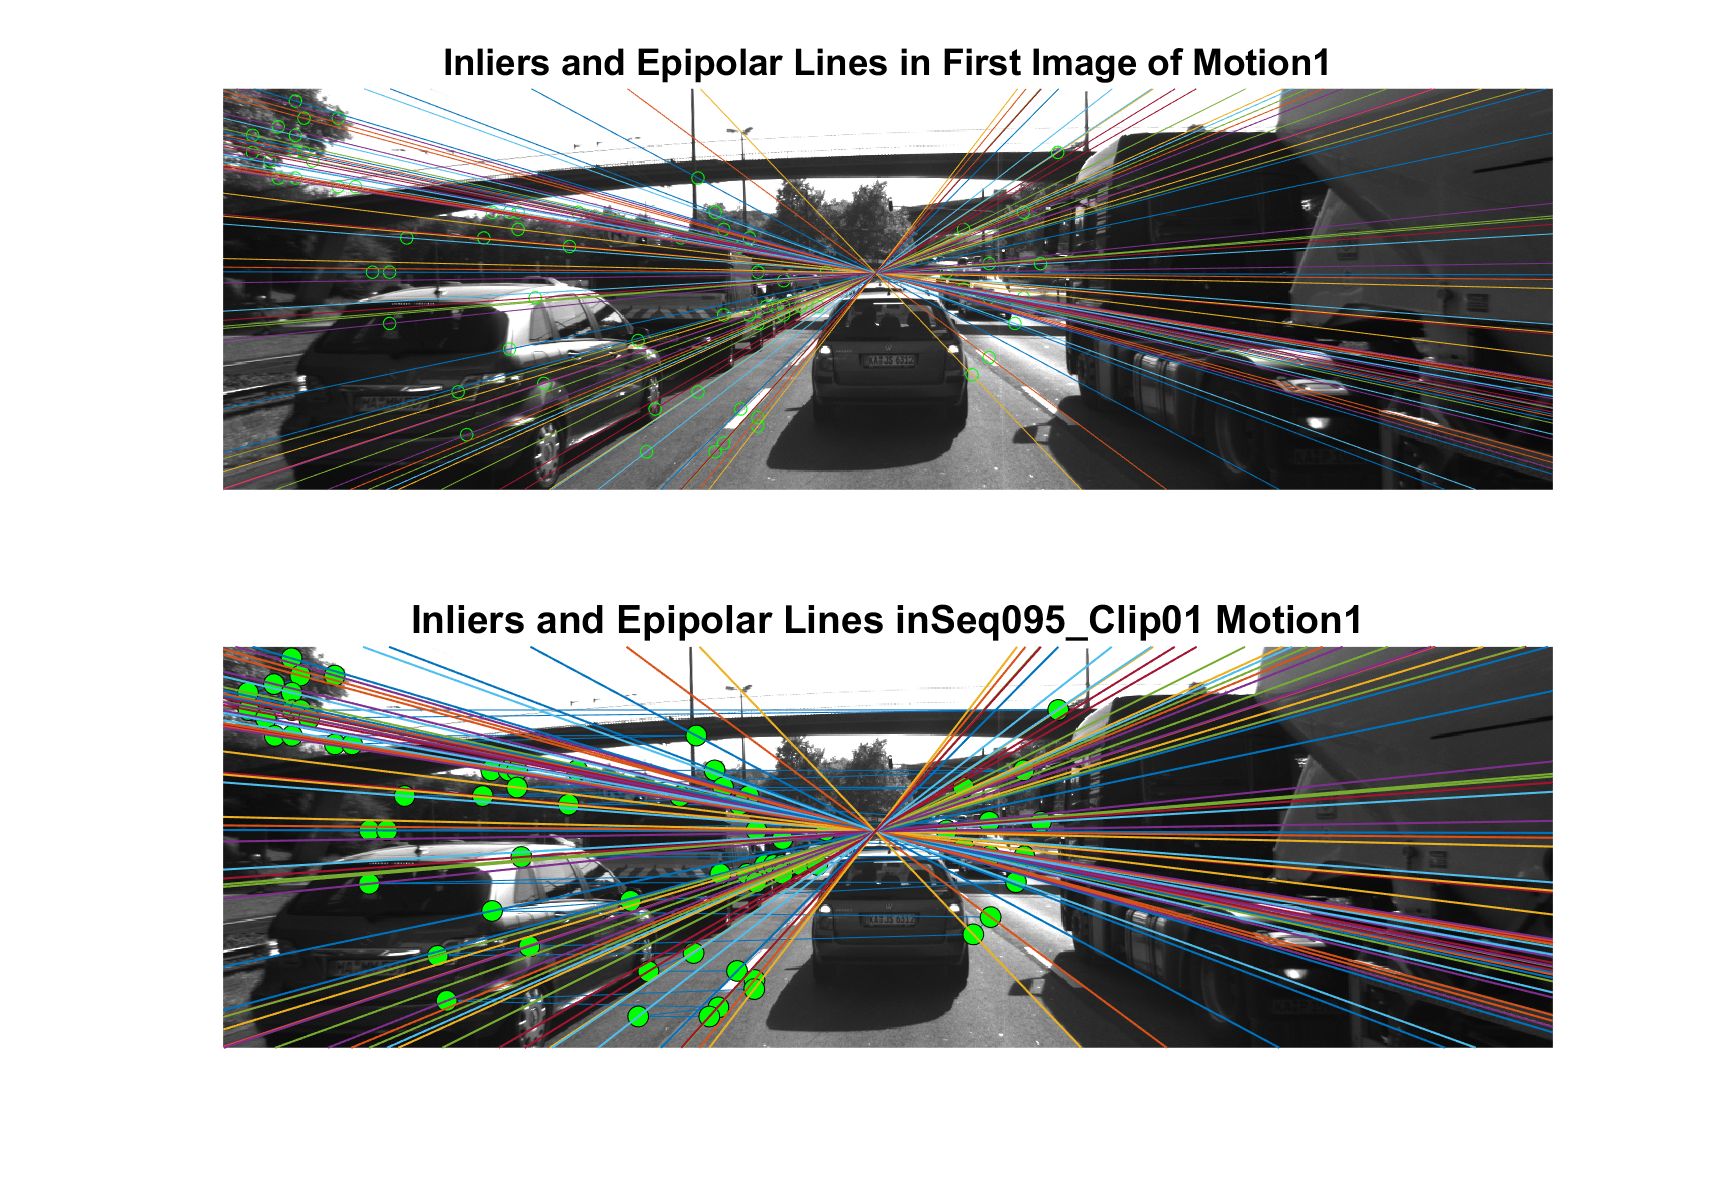 Inliers and Epipolar Lines in First Image of Motion1
Inliers and Epipolar Lines inSeq095_Clip01 Motion1